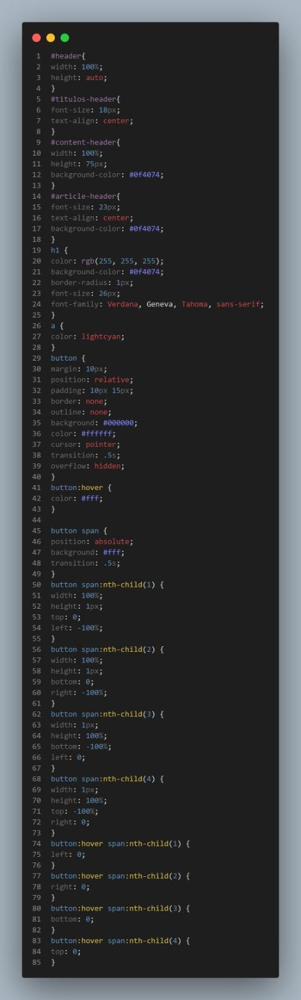 1 #header{
2 width: 100%;
3 height: auto;
4 }
5 #titulos-header{
6 font-size: 18px;
7 text-align: center;
8 }
9 #content-header{
10 width: 100%;
11 height: 75px;
12 background-color: #0f4074;
13 }
14 #article-header{
15 font-size: 23px;
16 text-align: center;
17 background-color: #0f4074;
18 }
19 h1 {
20 color: rgb(255, 255, 255);
21 background-color: #0f4074;
22 border-radius: 1px;
23 font-size: 26px;
24 font-family: Verdana, Geneva, Tahoma, sans-serif;
25 }
26 a {
27 color: lightcyan;
28 }
29 button {
30 margin: 10px;
31 position: relative;
32 padding: 10px 15px;
33 border: none;
34 outline: none;
35 background: #000000;
36 color: #ffffff;
37 cursor: pointer;
38 transition: .5s;
39 overflow: hidden;
40 }
41 button:hover {
42 color: #fff;
43 }
44
45 button span {
46 position: absolute;
47 background: #fff;
48 transition: .5s;
49 }
50 button span:nth-child(1) {
51 width: 100%;
52 height: 1px;
53 top: 0;
54 left: -100%;
55 }
56 button span:nth-child(2) {
57 width: 100%;
58 height: 1px;
59 bottom: 0;
60 right: -100%;
61 }
62 button span:nth-child(3) {
63 width: 1px;
64 height: 100%;
65 bottom: -100%;
66 left: 0;
67 }
68 button span:nth-child(4) {
69 width: 1px;
70 height: 100%;
71 top: -100%;
72 right: 0;
73 }
74 button:hover span:nth-child(1) {
75 left: 0;
76 }
77 button:hover span:nth-child(2) {
78 right: 0;
79 }
80 button:hover span:nth-child(3) {
81 bottom: 0;
82 }
83 button:hover span:nth-child(4) {
84 top: 0;
85 }